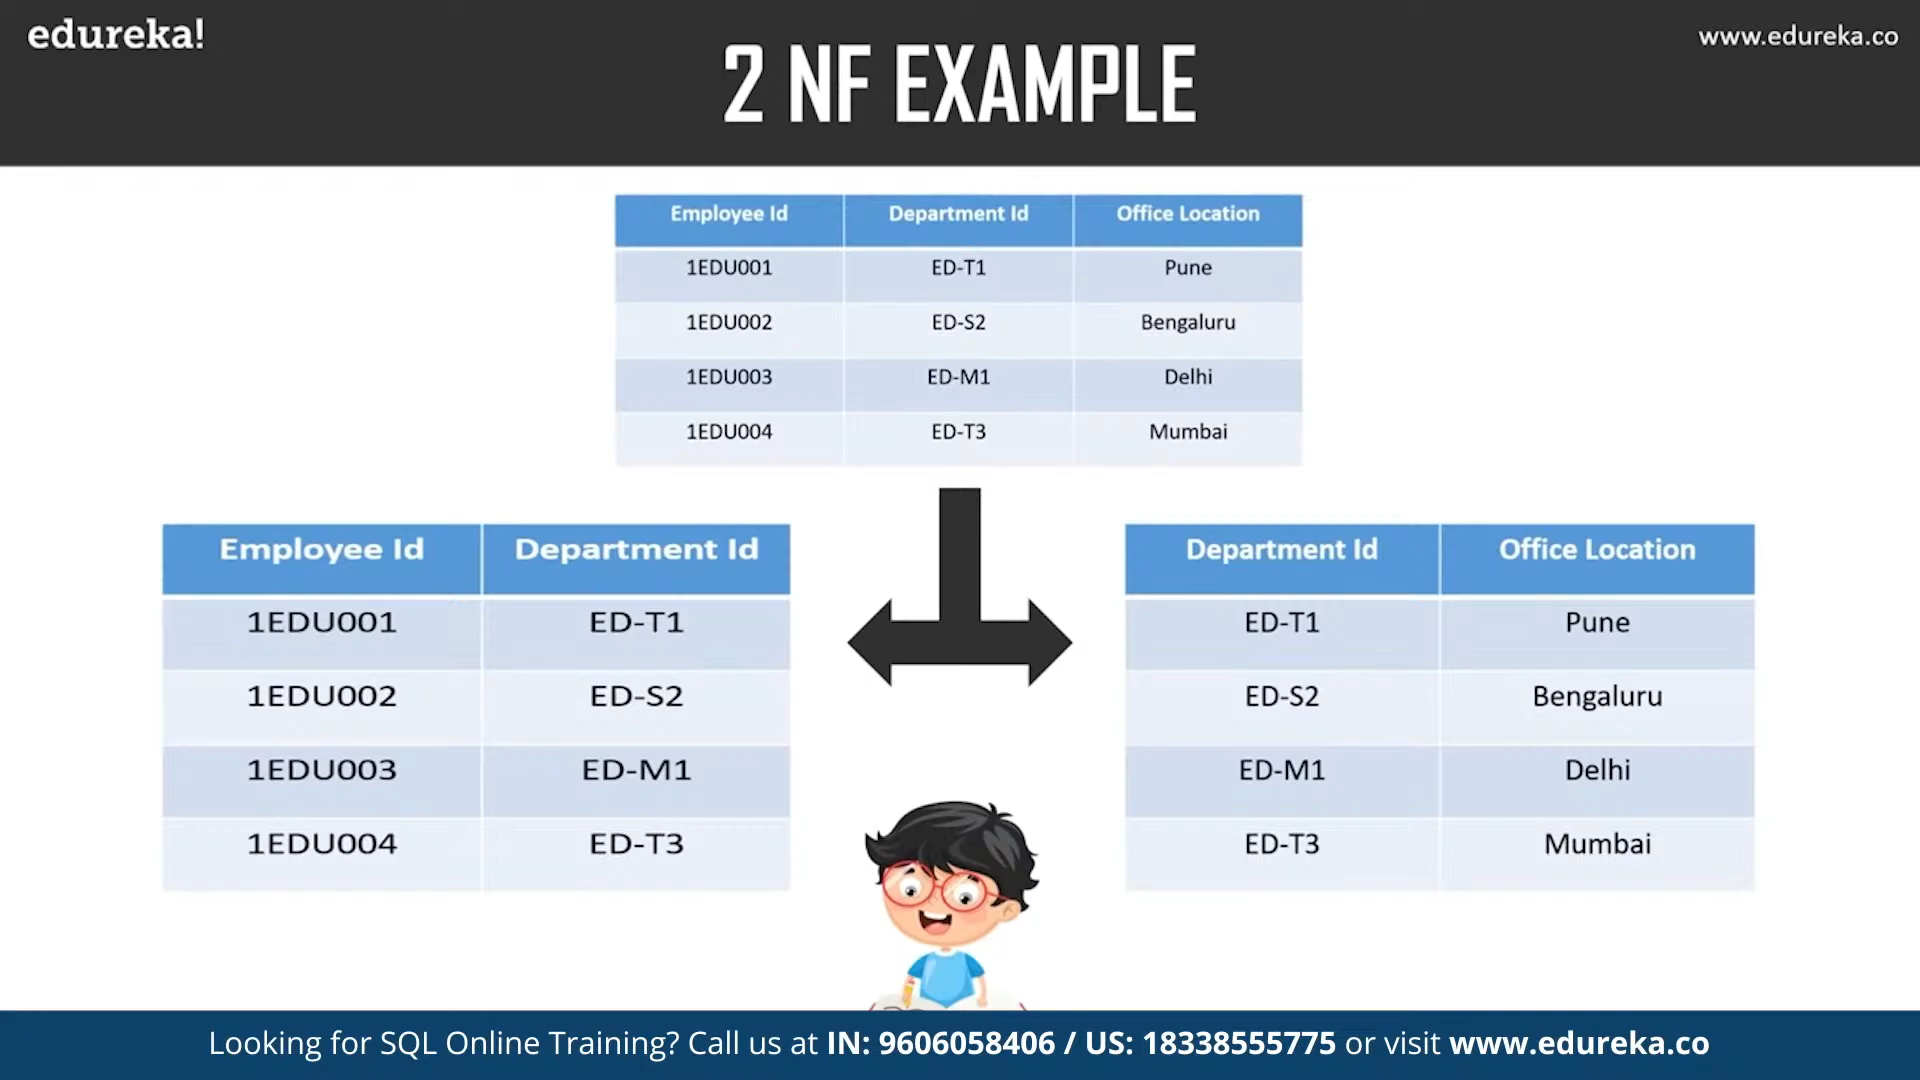 edureka!
www.edureka.co
2 NF EXAMPLE
Employee Id Department Id Office Location
1EDU001 ED-T1 Pune
1EDU002 ED-S2 Bengaluru
1EDU003 ED-M1 Delhi
1EDU004 ED-T3 Mumbai
Employee Id Department Id
1EDU001 ED-T1
1EDU002 ED-S2
1EDU003 ED-M1
1EDU004 ED-T3
Department Id Office Location
ED-T1 Pune
ED-S2 Bengaluru
ED-M1 Delhi
ED-T3 Mumbai
Looking for SQL Online Training? Call us at IN: 9606058406 / US: 18338555775 or visit www.edureka.co